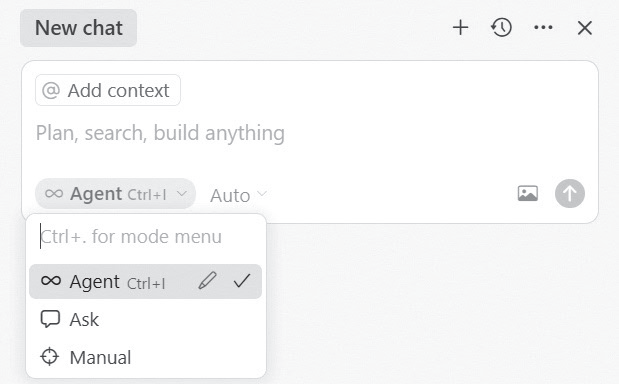 New chat
@ Add context
Plan, search, build anything
Agent Ctrl+I Auto
Ctrl+. for mode menu
Agent Ctrl+I
Ask
Manual